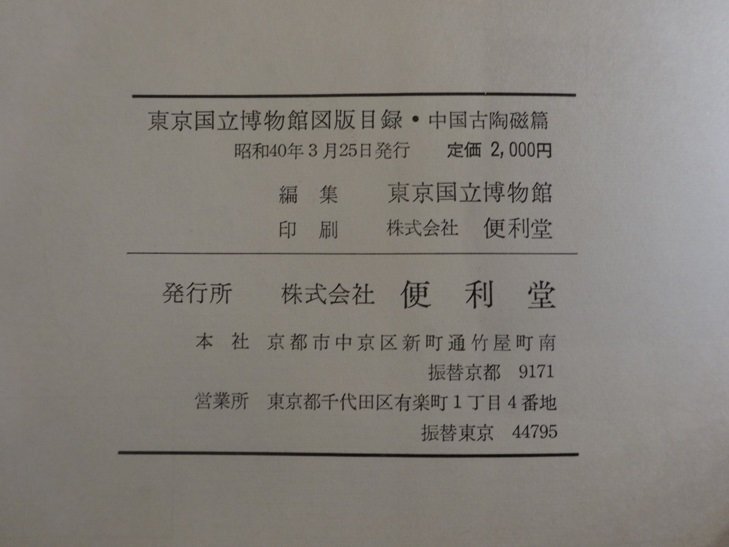 東京国立博物館図版目録・中国古陶磁篇
昭和40年3月25日発行 定価 2,000円
編集 東京国立博物館
印刷 株式会社 便利堂
発行所 株式会社 便利堂
本社 京都市中京区新町通竹屋町南
振替京都 9171
営業所 東京都千代田区有楽町1丁目4番地
振替東京 44795